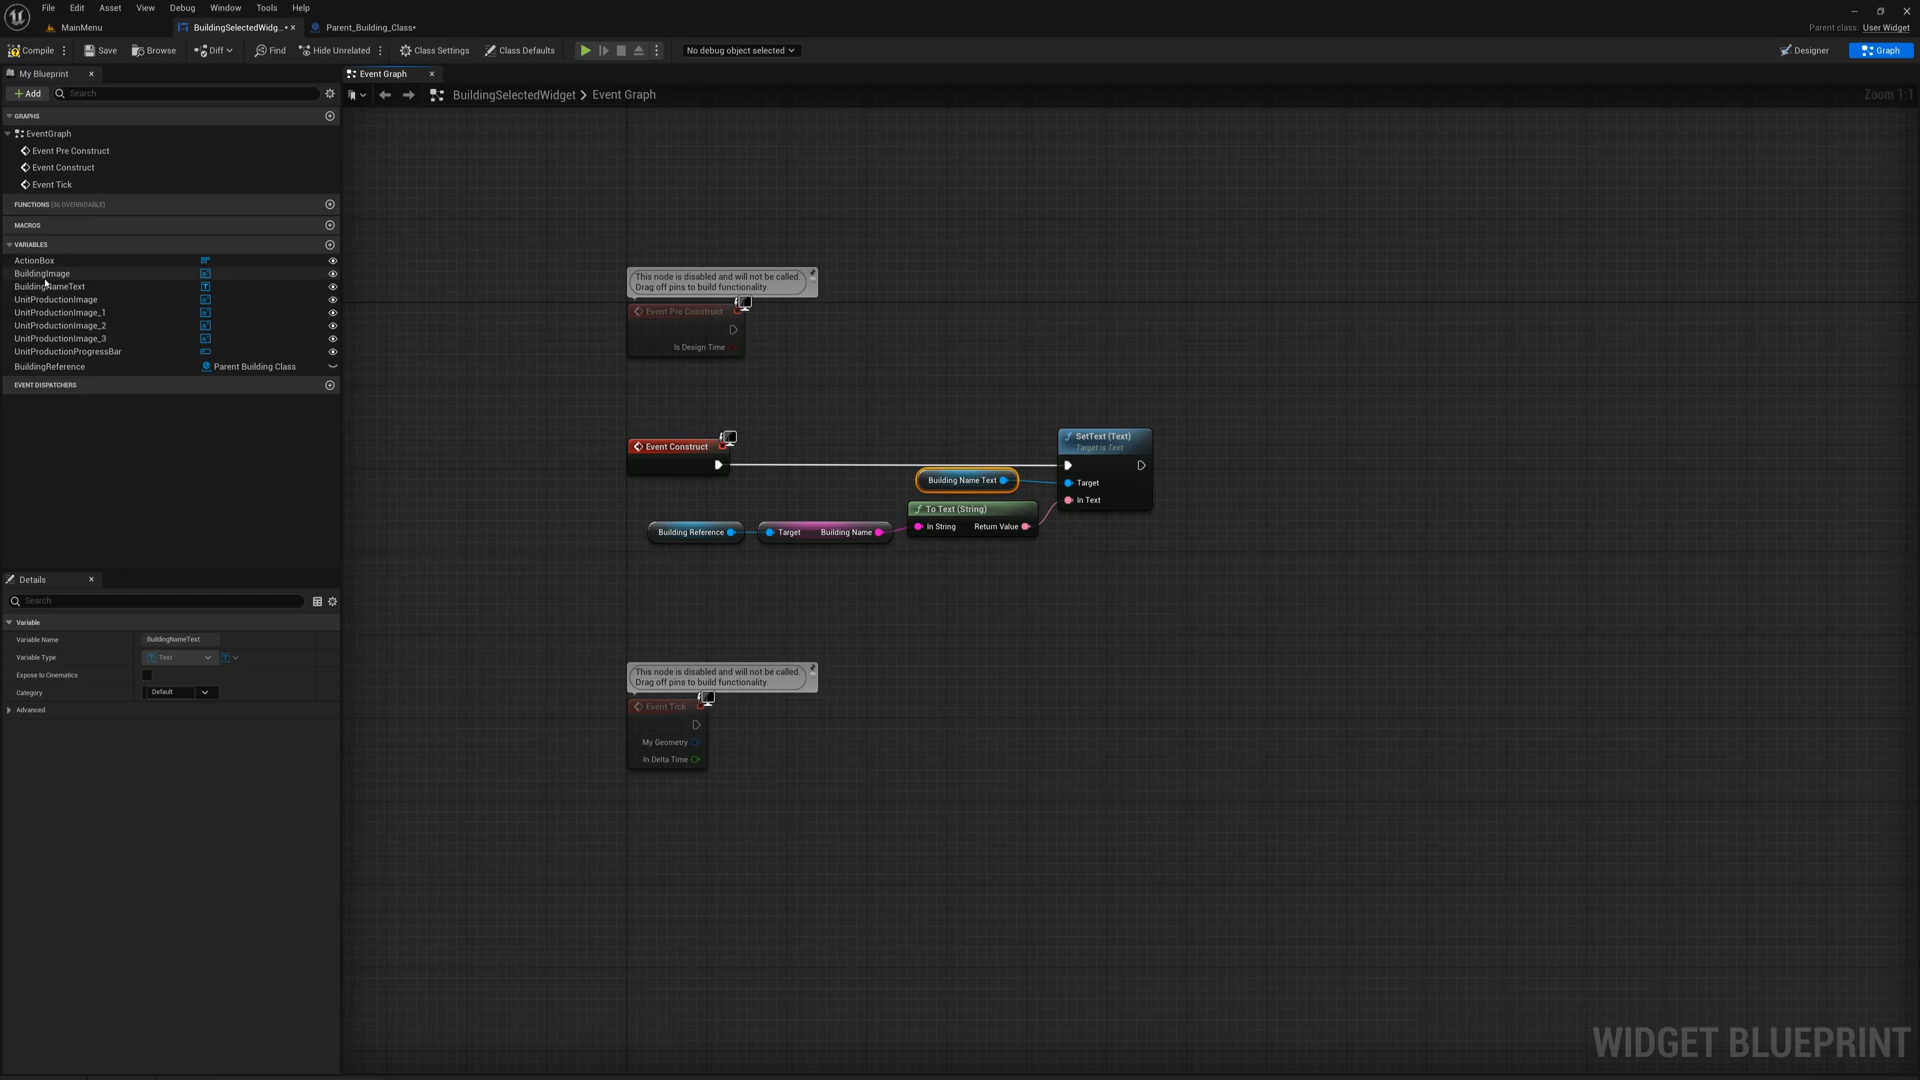 File Edit Asset View Debug Window Tools Help
MainMenu BuildingSelectedWidg...• Parent_Building_Class•
Parent class: User Widget
Compile Save Browse Diff Find Hide Unrelated Class Settings Class Defaults No debug object selected Designer Graph
My Blueprint
Add Search
GRAPHS
EventGraph
Event Pre Construct
Event Construct
Event Tick
FUNCTIONS (36 OVERRIDABLE)
MACROS
VARIABLES
ActionBox
BuildingImage
BuildingNameText
UnitProductionImage
UnitProductionImage_1
UnitProductionImage_2
UnitProductionImage_3
UnitProductionProgressBar
BuildingReference Parent Building Class
EVENT DISPATCHERS
Details
Search
Variable
Variable Name BuildingNameText
Variable Type Text
Expose to Cinematics
Category Default
Advanced
Event Graph
BuildingSelectedWidget > Event Graph
Zoom 1:1
This node is disabled and will not be called.
Drag off pins to build functionality.
Event Pre Construct
Is Design Time
Event Construct
SetText (Text)
Target is Text
Building Name Text
Target
In Text
To Text (String)
In String Return Value
Building Reference Target Building Name
This node is disabled and will not be called.
Drag off pins to build functionality.
Event Tick
My Geometry
In Delta Time
WIDGET BLUEPRINT